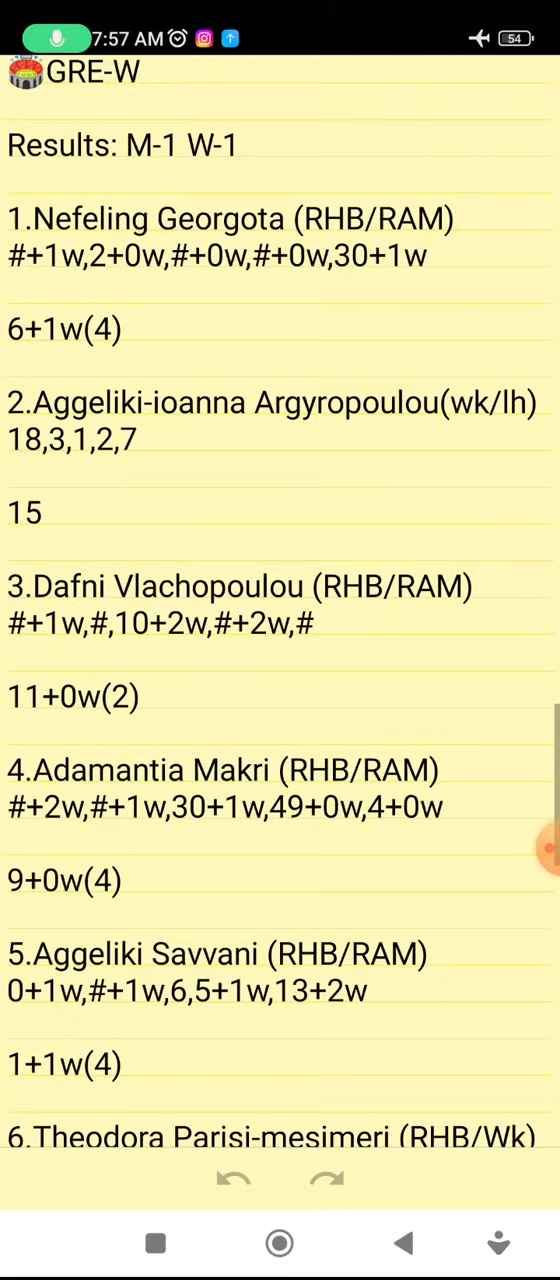 7:57 AM
54
GRE-W
Results: M-1 W-1
1.Nefeling Georgota (RHB/RAM)
#+1w,2+0w,#+0w,#+0w,30+1w
6+1w(4)
2.Aggeliki-ioanna Argyropoulou(wk/lh)
18,3,1,2,7
15
3.Dafni Vlachopoulou (RHB/RAM)
#+1w,#,10+2w,#+2w,#
11+0w(2)
4.Adamantia Makri (RHB/RAM)
#+2w,#+1w,30+1w,49+0w,4+0w
9+0w(4)
5.Aggeliki Savvani (RHB/RAM)
0+1w,#+1w,6,5+1w,13+2w
1+1w(4)
6.Theodora Parisi-mesimeri (RHB/Wk)